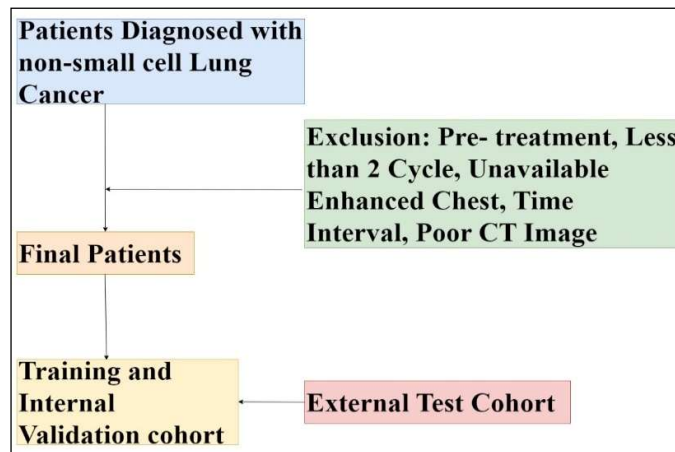 Patients Diagnosed with
non-small cell Lung
Cancer
Exclusion: Pre- treatment, Less
than 2 Cycle, Unavailable
Enhanced Chest, Time
Interval, Poor CT Image
Final Patients
Training and
Internal
Validation cohort
External Test Cohort